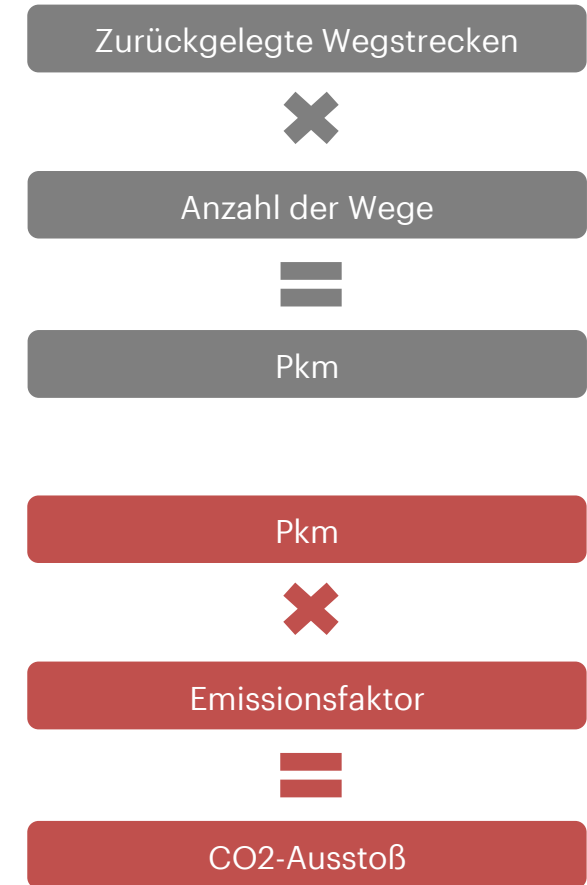 Zurückgelegte Wegstrecken
Anzahl der Wege
Pkm
Pkm
Emissionsfaktor
CO2-Ausstoß